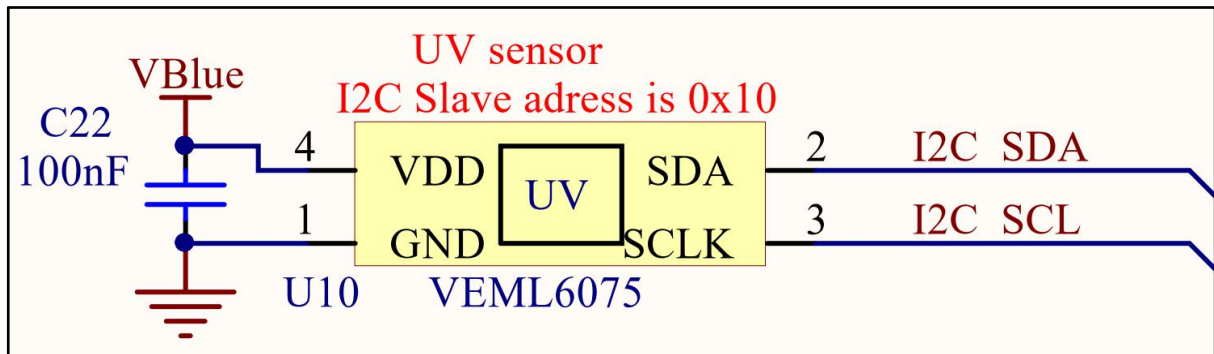 UV sensor
I2C Slave adress is 0x10
VBlue
C22
100nF
4
VDD
UV
SDA
2
I2C SDA
1
GND
SCLK
3
I2C SCL
U10
VEML6075